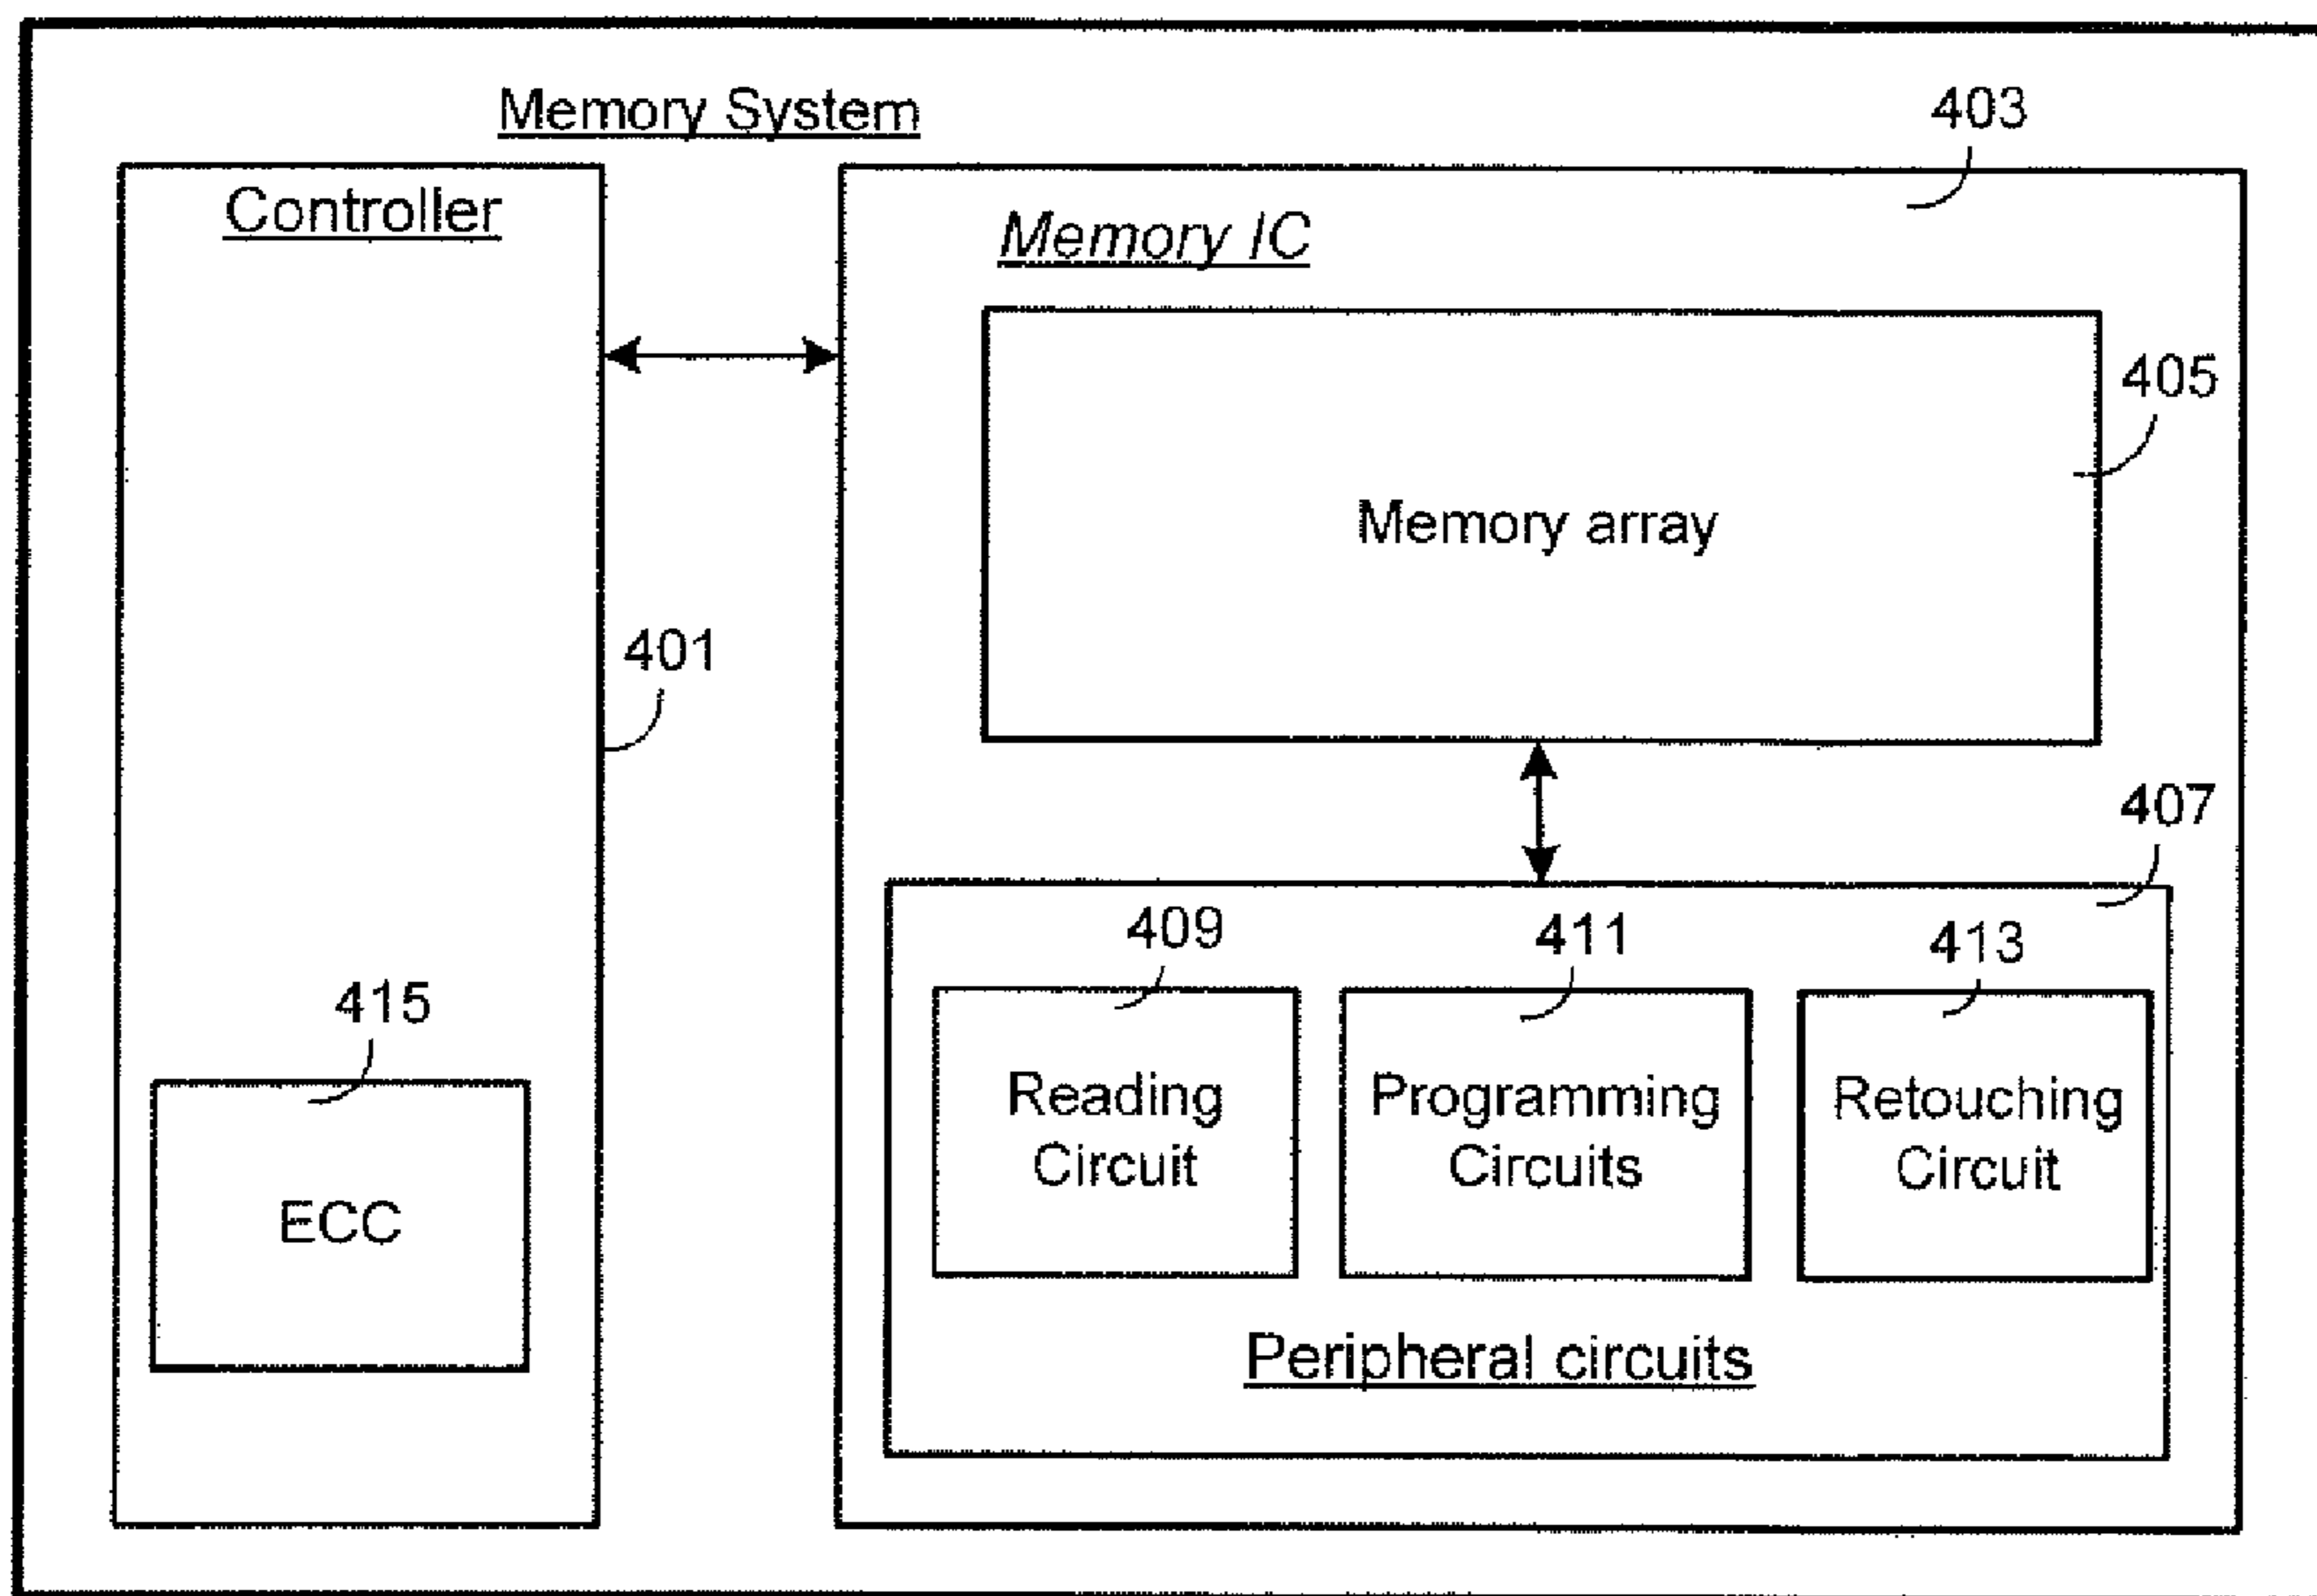 Memory System
403
Controller
Memory IC
405
Memory array
401
407
409
411
413
415
Reading
Circuit
Programming
Circuits
Retouching
Circuit
ECC
Peripheral circuits